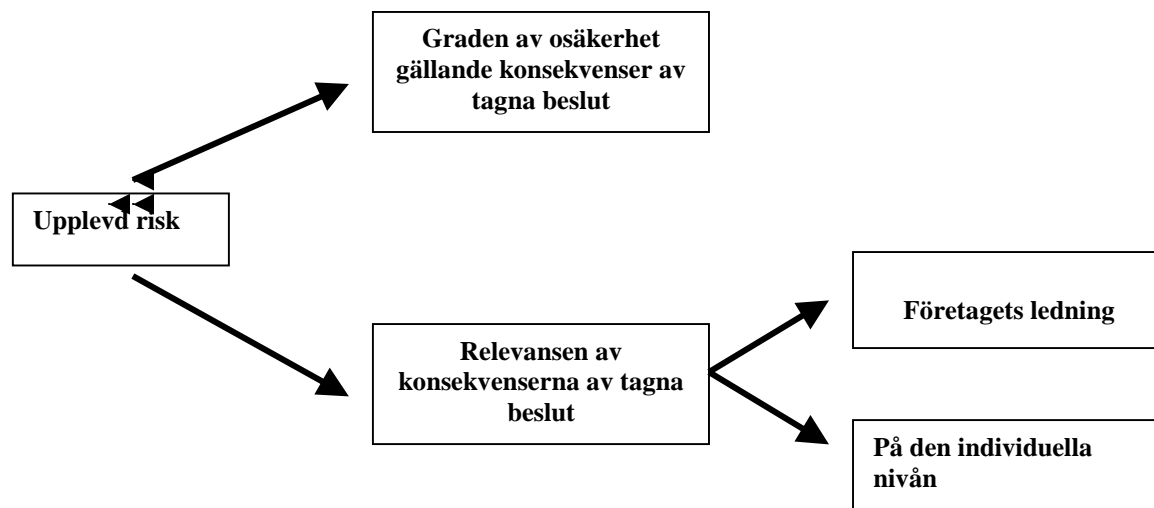 Graden av osäkerhet
gällande konsekvenser av
tagna beslut
Upplevd risk
Företagets ledning
Relevansen av
konsekvenserna av tagna
beslut
På den individuella
nivån